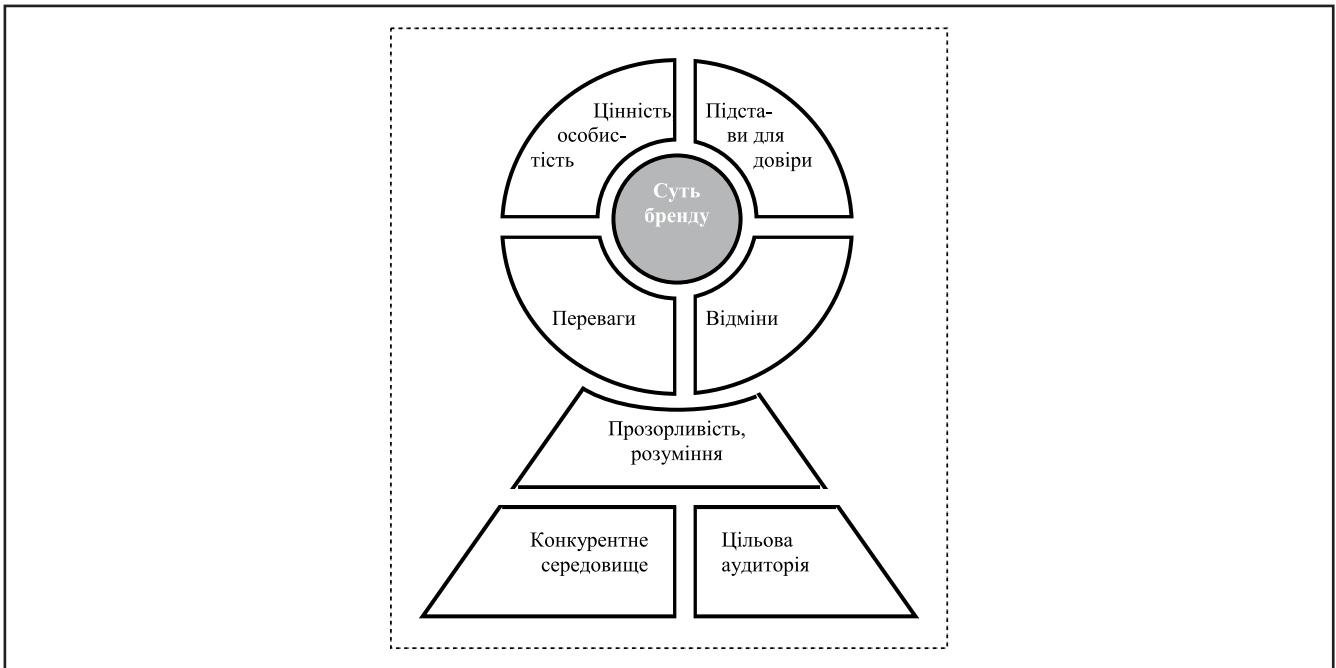 Цінність,
особис-
тість
Підста-
ви для
довіри
Суть
бренду
Переваги
Відміни
Прозорливість,
розуміння
Конкурентне
середовище
Цільова
аудиторія